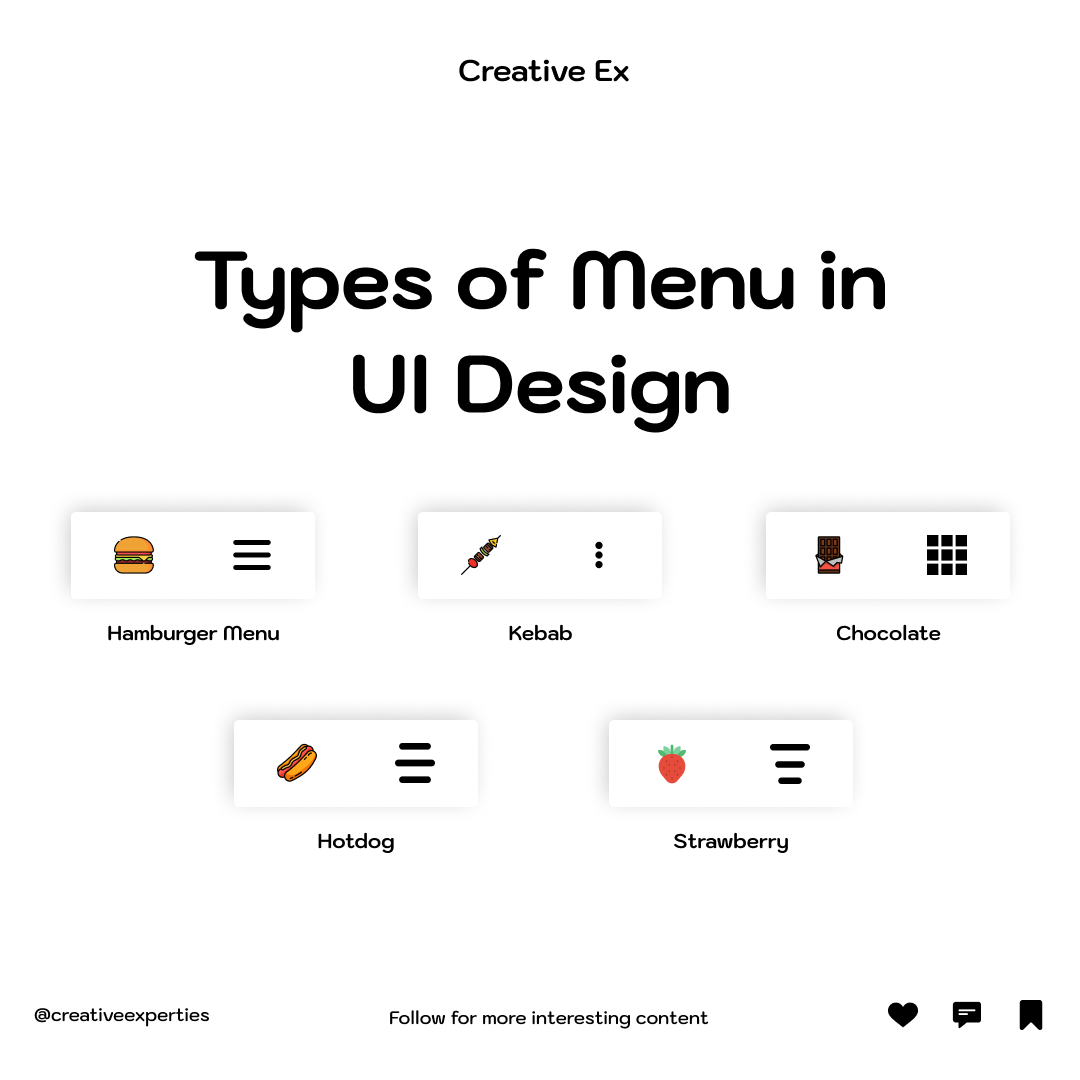 Creative Ex
Types of Menu in
UI Design
Hamburger Menu
Kebab
Chocolate
Hotdog
Strawberry
@creativeexperties
Follow for more interesting content